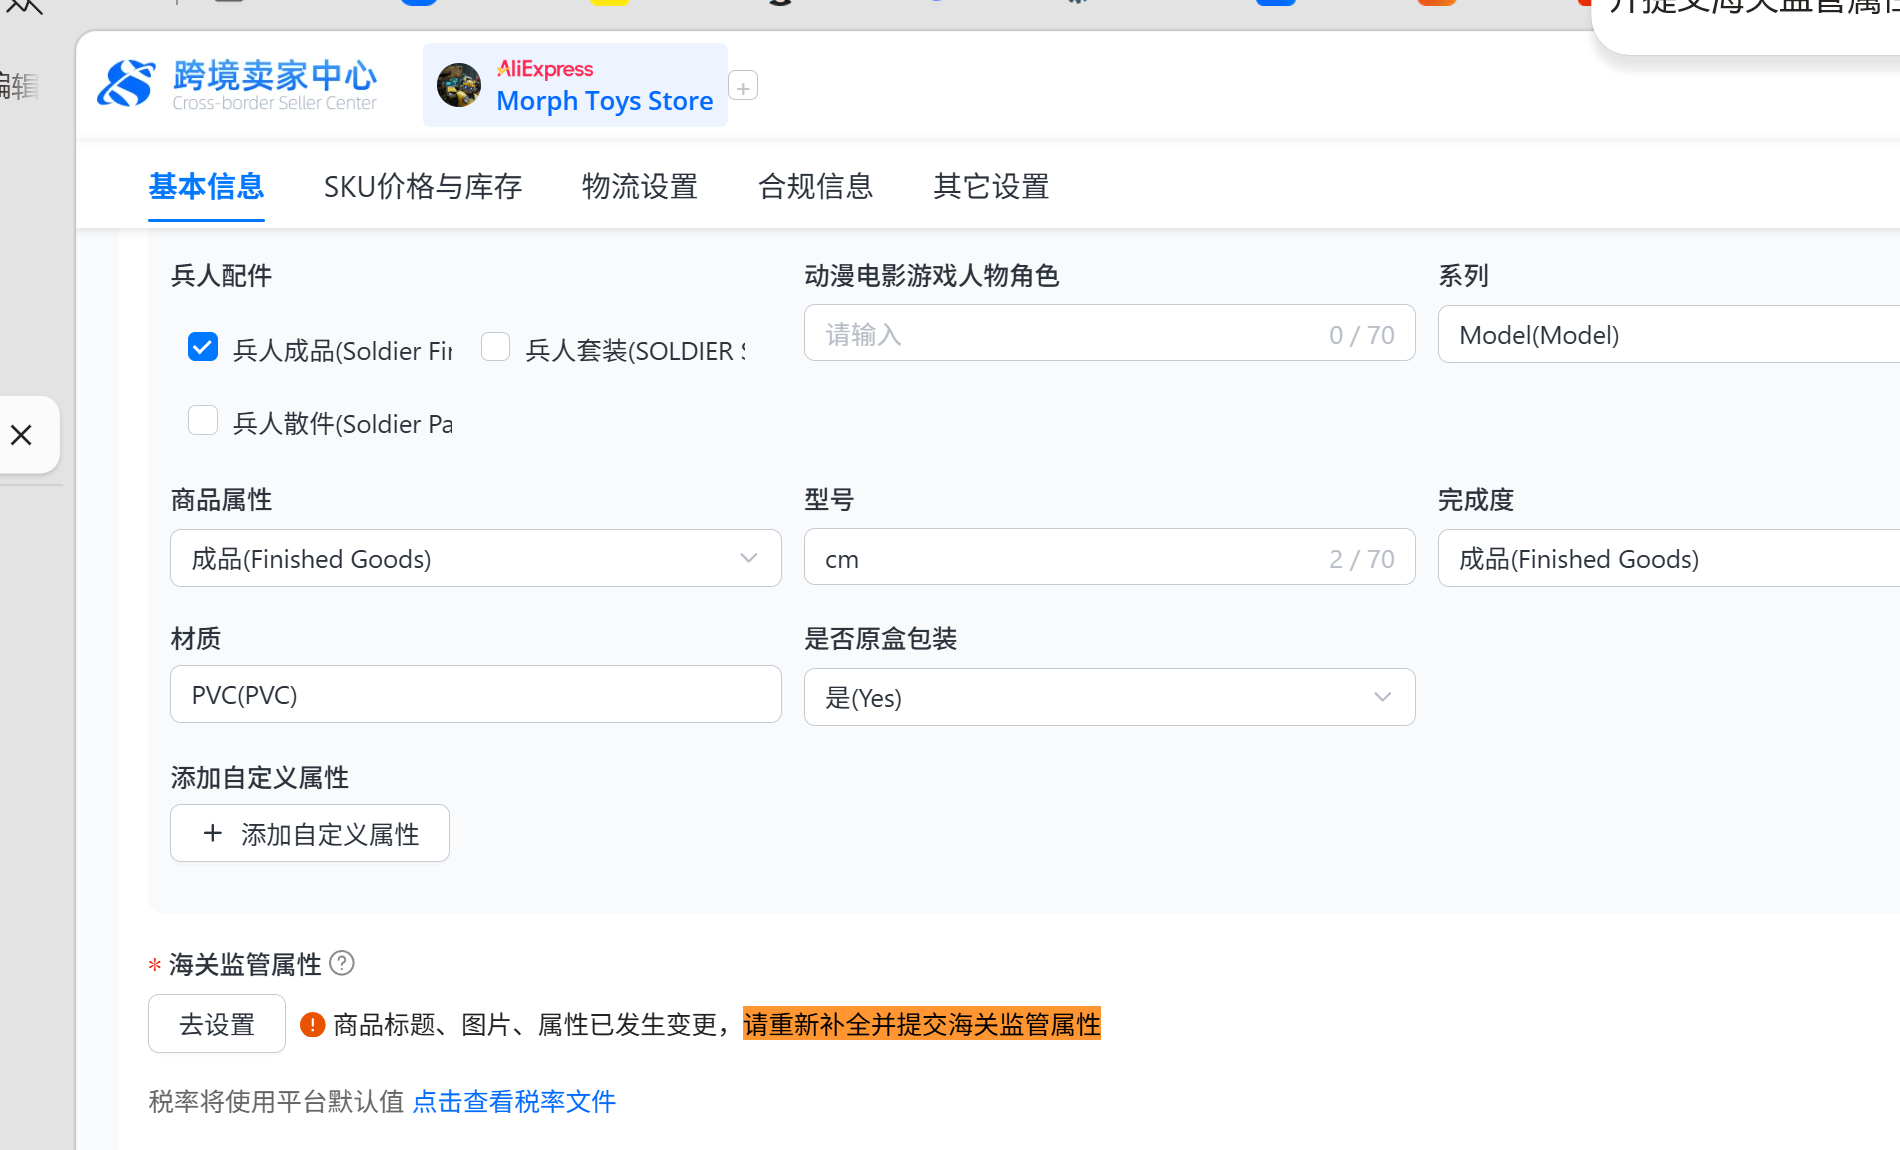 编辑
跨境卖家中心
Cross-border Seller Center
AliExpress
Morph Toys Store
基本信息
SKU价格与库存
物流设置
合规信息
其它设置
兵人配件
动漫电影游戏人物角色
系列
兵人成品(Soldier Fir
兵人套装(SOLDIER S
请输入
0 / 70
Model(Model)
兵人散件(Soldier Pa
商品属性
型号
完成度
成品(Finished Goods)
cm
2 / 70
成品(Finished Goods)
材质
是否原盒包装
PVC(PVC)
是(Yes)
添加自定义属性
+ 添加自定义属性
* 海关监管属性 ?
去设置
! 商品标题、图片、属性已发生变更，请重新补全并提交海关监管属性
税率将使用平台默认值 点击查看税率文件